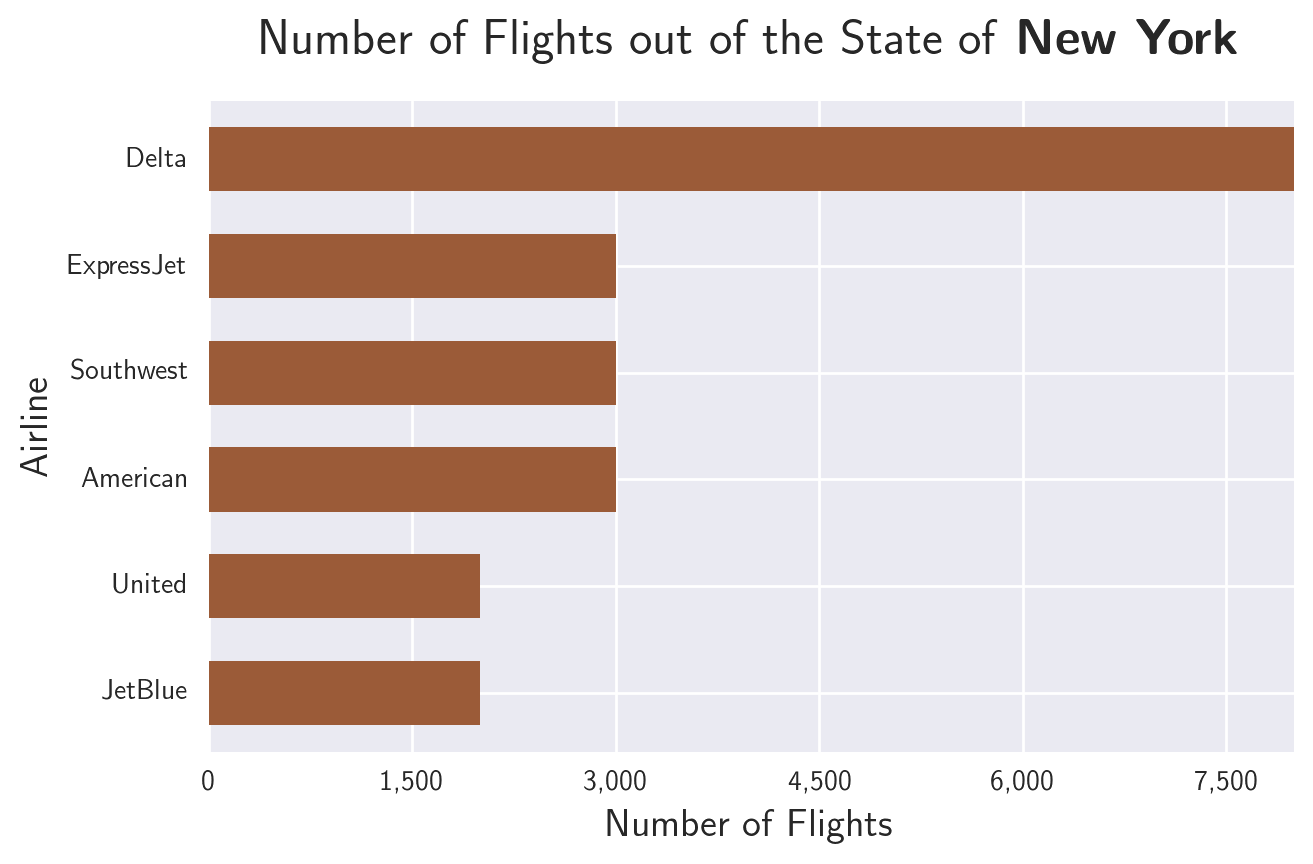 Number of Flights out of the State of New York
Delta
ExpressJet
Southwest
American
United
JetBlue
Airline
0 1,500 3,000 4,500 6,000 7,500
Number of Flights